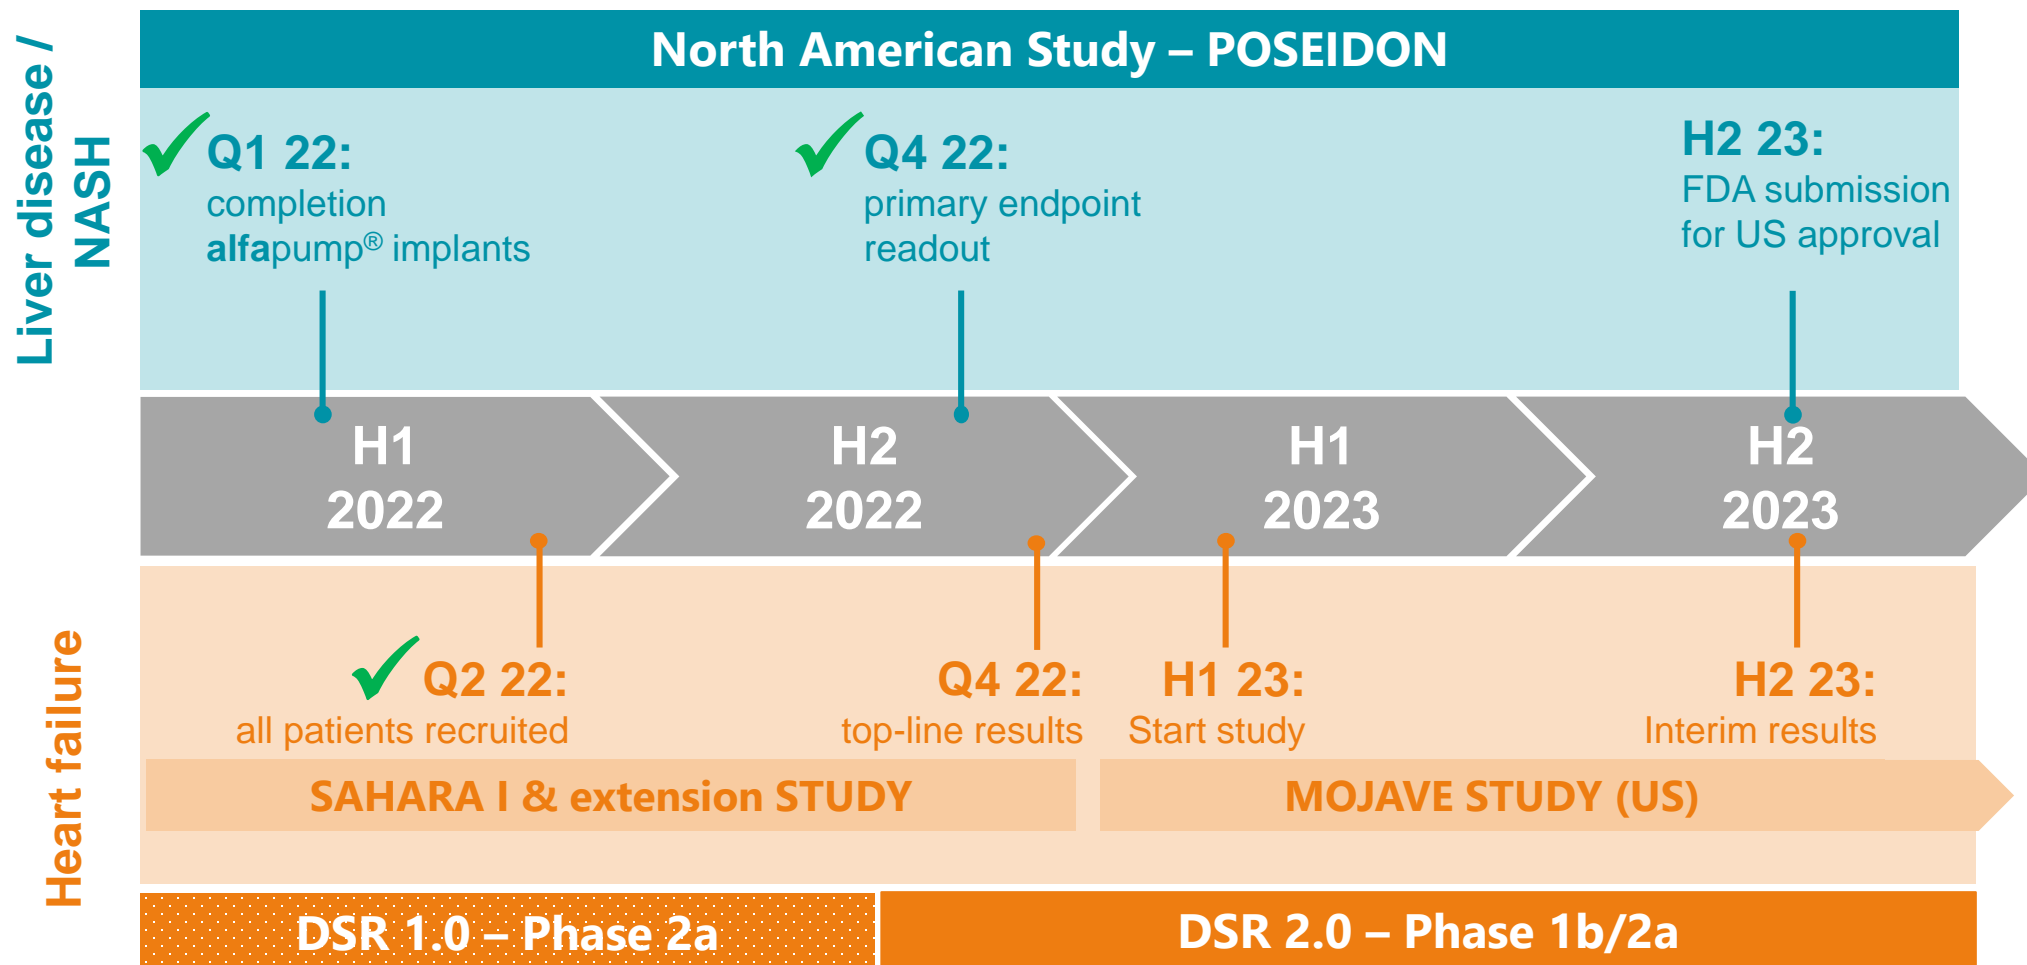 Liver disease /
NASH
North American Study – POSEIDON
Q1 22:
completion
alfapump® implants
Q4 22:
primary endpoint
readout
H2 23:
FDA submission
for US approval
H1
2022
H2
2022
H1
2023
H2
2023
Heart failure
Q2 22:
all patients recruited
Q4 22:
top-line results
H1 23:
Start study
H2 23:
Interim results
SAHARA I & extension STUDY
MOJAVE STUDY (US)
DSR 1.0 – Phase 2a
DSR 2.0 – Phase 1b/2a